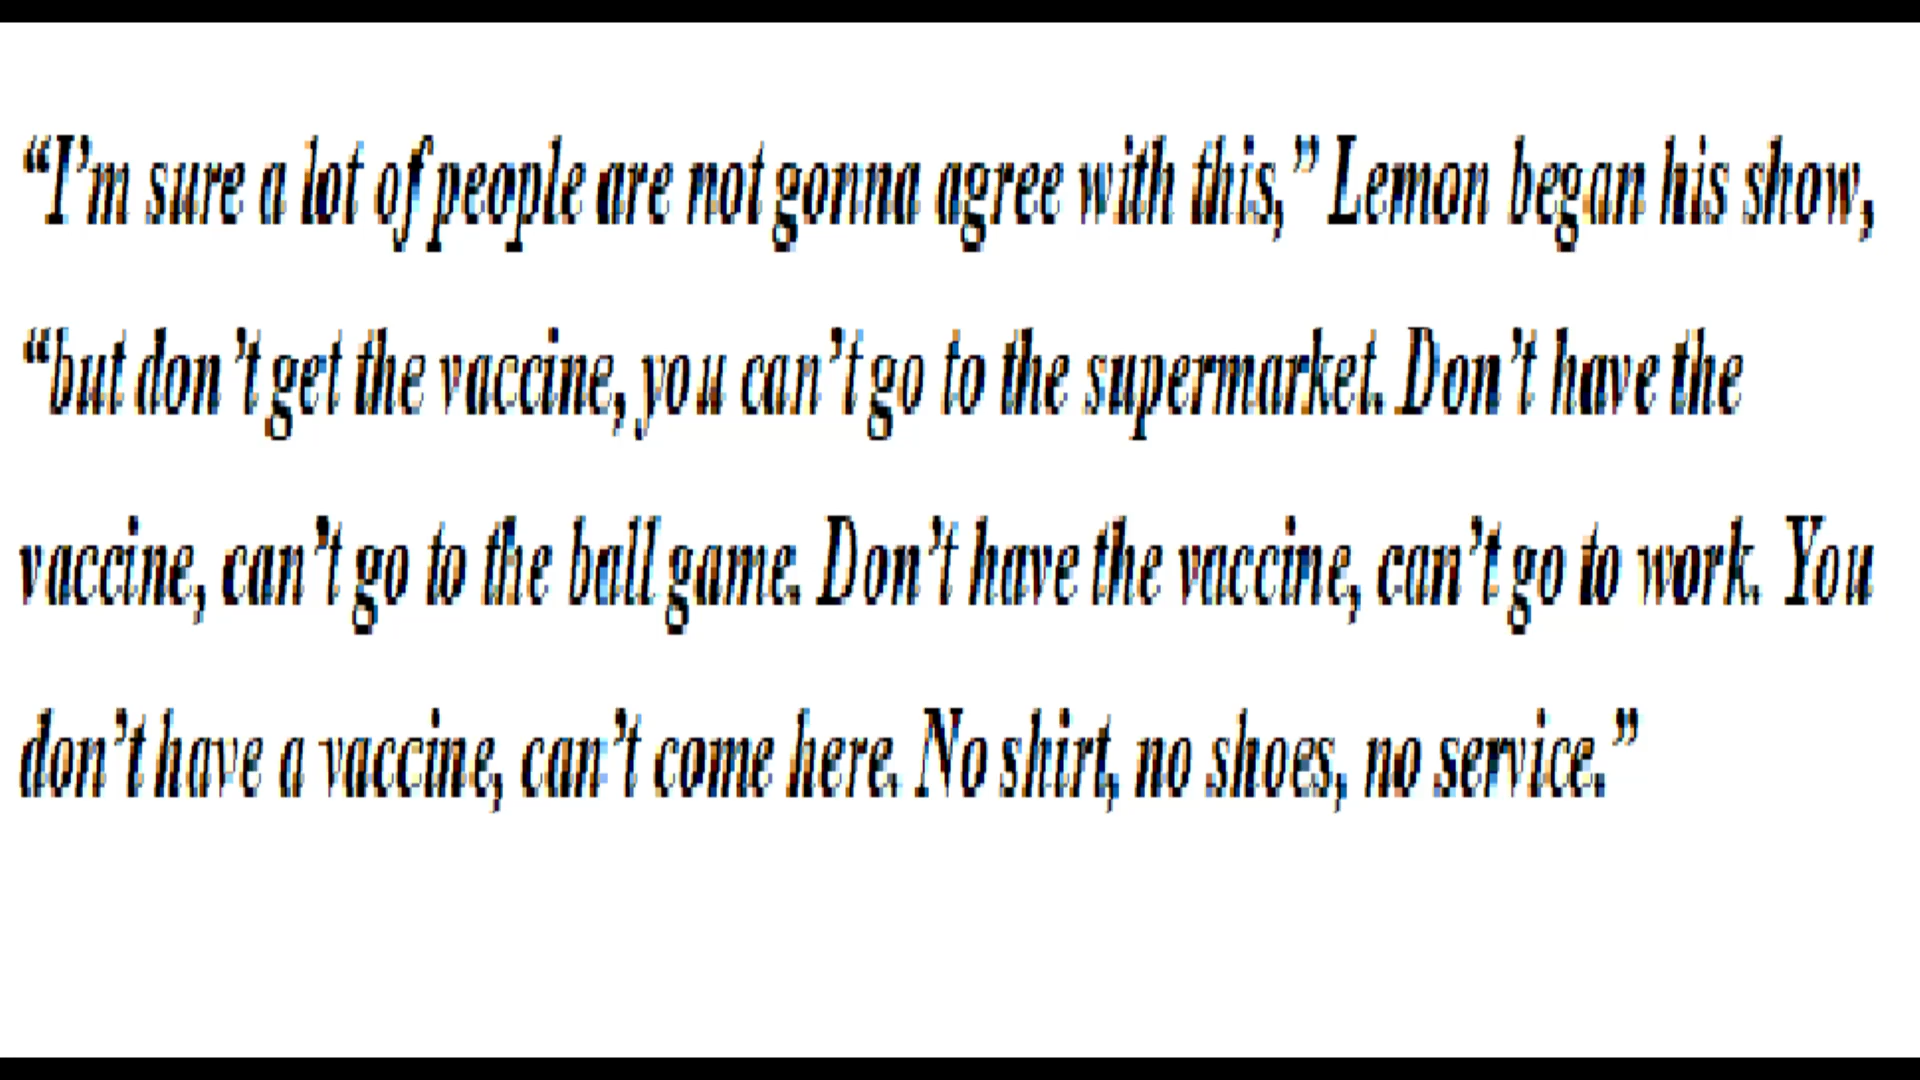 “I’m sure a lot of people are not gonna agree with this,” Lemon began his show,
“but don’t get the vaccine, you can’t go to the supermarket. Don’t have the
vaccine, can’t go to the ball game. Don’t have the vaccine, can’t go to work. You
don’t have a vaccine, can’t come here. No shirt, no shoes, no service.”